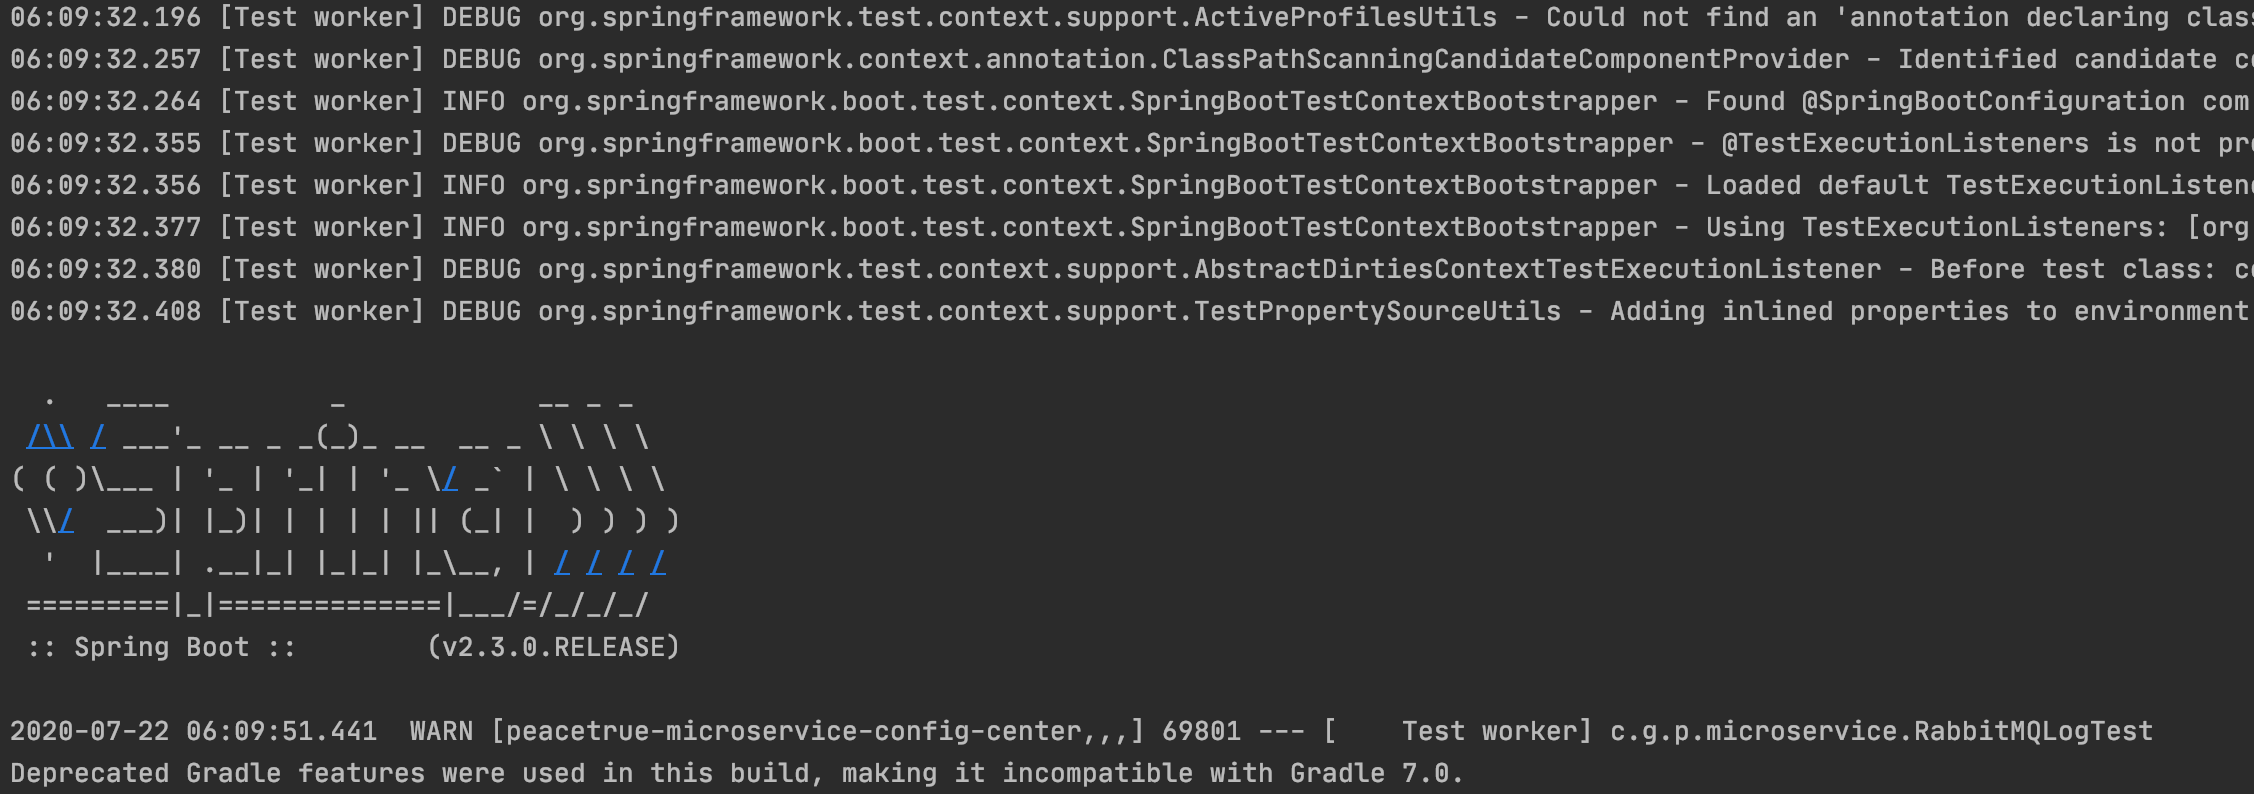 06:09:32.196 [Test worker] DEBUG org.springframework.test.context.support.ActiveProfilesUtils - Could not find an 'annotation declaring clas
06:09:32.257 [Test worker] DEBUG org.springframework.context.annotation.ClassPathScanningCandidateComponentProvider - Identified candidate c
06:09:32.264 [Test worker] INFO org.springframework.boot.test.context.SpringBootTestContextBootstrapper - Found @SpringBootConfiguration com
06:09:32.355 [Test worker] DEBUG org.springframework.boot.test.context.SpringBootTestContextBootstrapper - @TestExecutionListeners is not pr
06:09:32.356 [Test worker] INFO org.springframework.boot.test.context.SpringBootTestContextBootstrapper - Loaded default TestExecutionListen
06:09:32.377 [Test worker] INFO org.springframework.boot.test.context.SpringBootTestContextBootstrapper - Using TestExecutionListeners: [org
06:09:32.380 [Test worker] DEBUG org.springframework.test.context.support.AbstractDirtiesContextTestExecutionListener - Before test class: c
06:09:32.408 [Test worker] DEBUG org.springframework.test.context.support.TestPropertySourceUtils - Adding inlined properties to environment
  .   ____          _            __ _ _
 /\\ / ___'_ __ _ _(_)_ __  __ _ \ \ \ \
( ( )\___ | '_ | '_| | '_ \/ _` | \ \ \ \
 \\/  ___)| |_)| | | | | || (_| |  ) ) ) )
  '  |____| .__|_| |_|_| |_\__, | / / / /
 =========|_|==============|___/=/_/_/_/
 :: Spring Boot ::        (v2.3.0.RELEASE)
2020-07-22 06:09:51.441  WARN [peacetrue-microservice-config-center,,,] 69801 --- [    Test worker] c.g.p.microservice.RabbitMQLogTest
Deprecated Gradle features were used in this build, making it incompatible with Gradle 7.0.